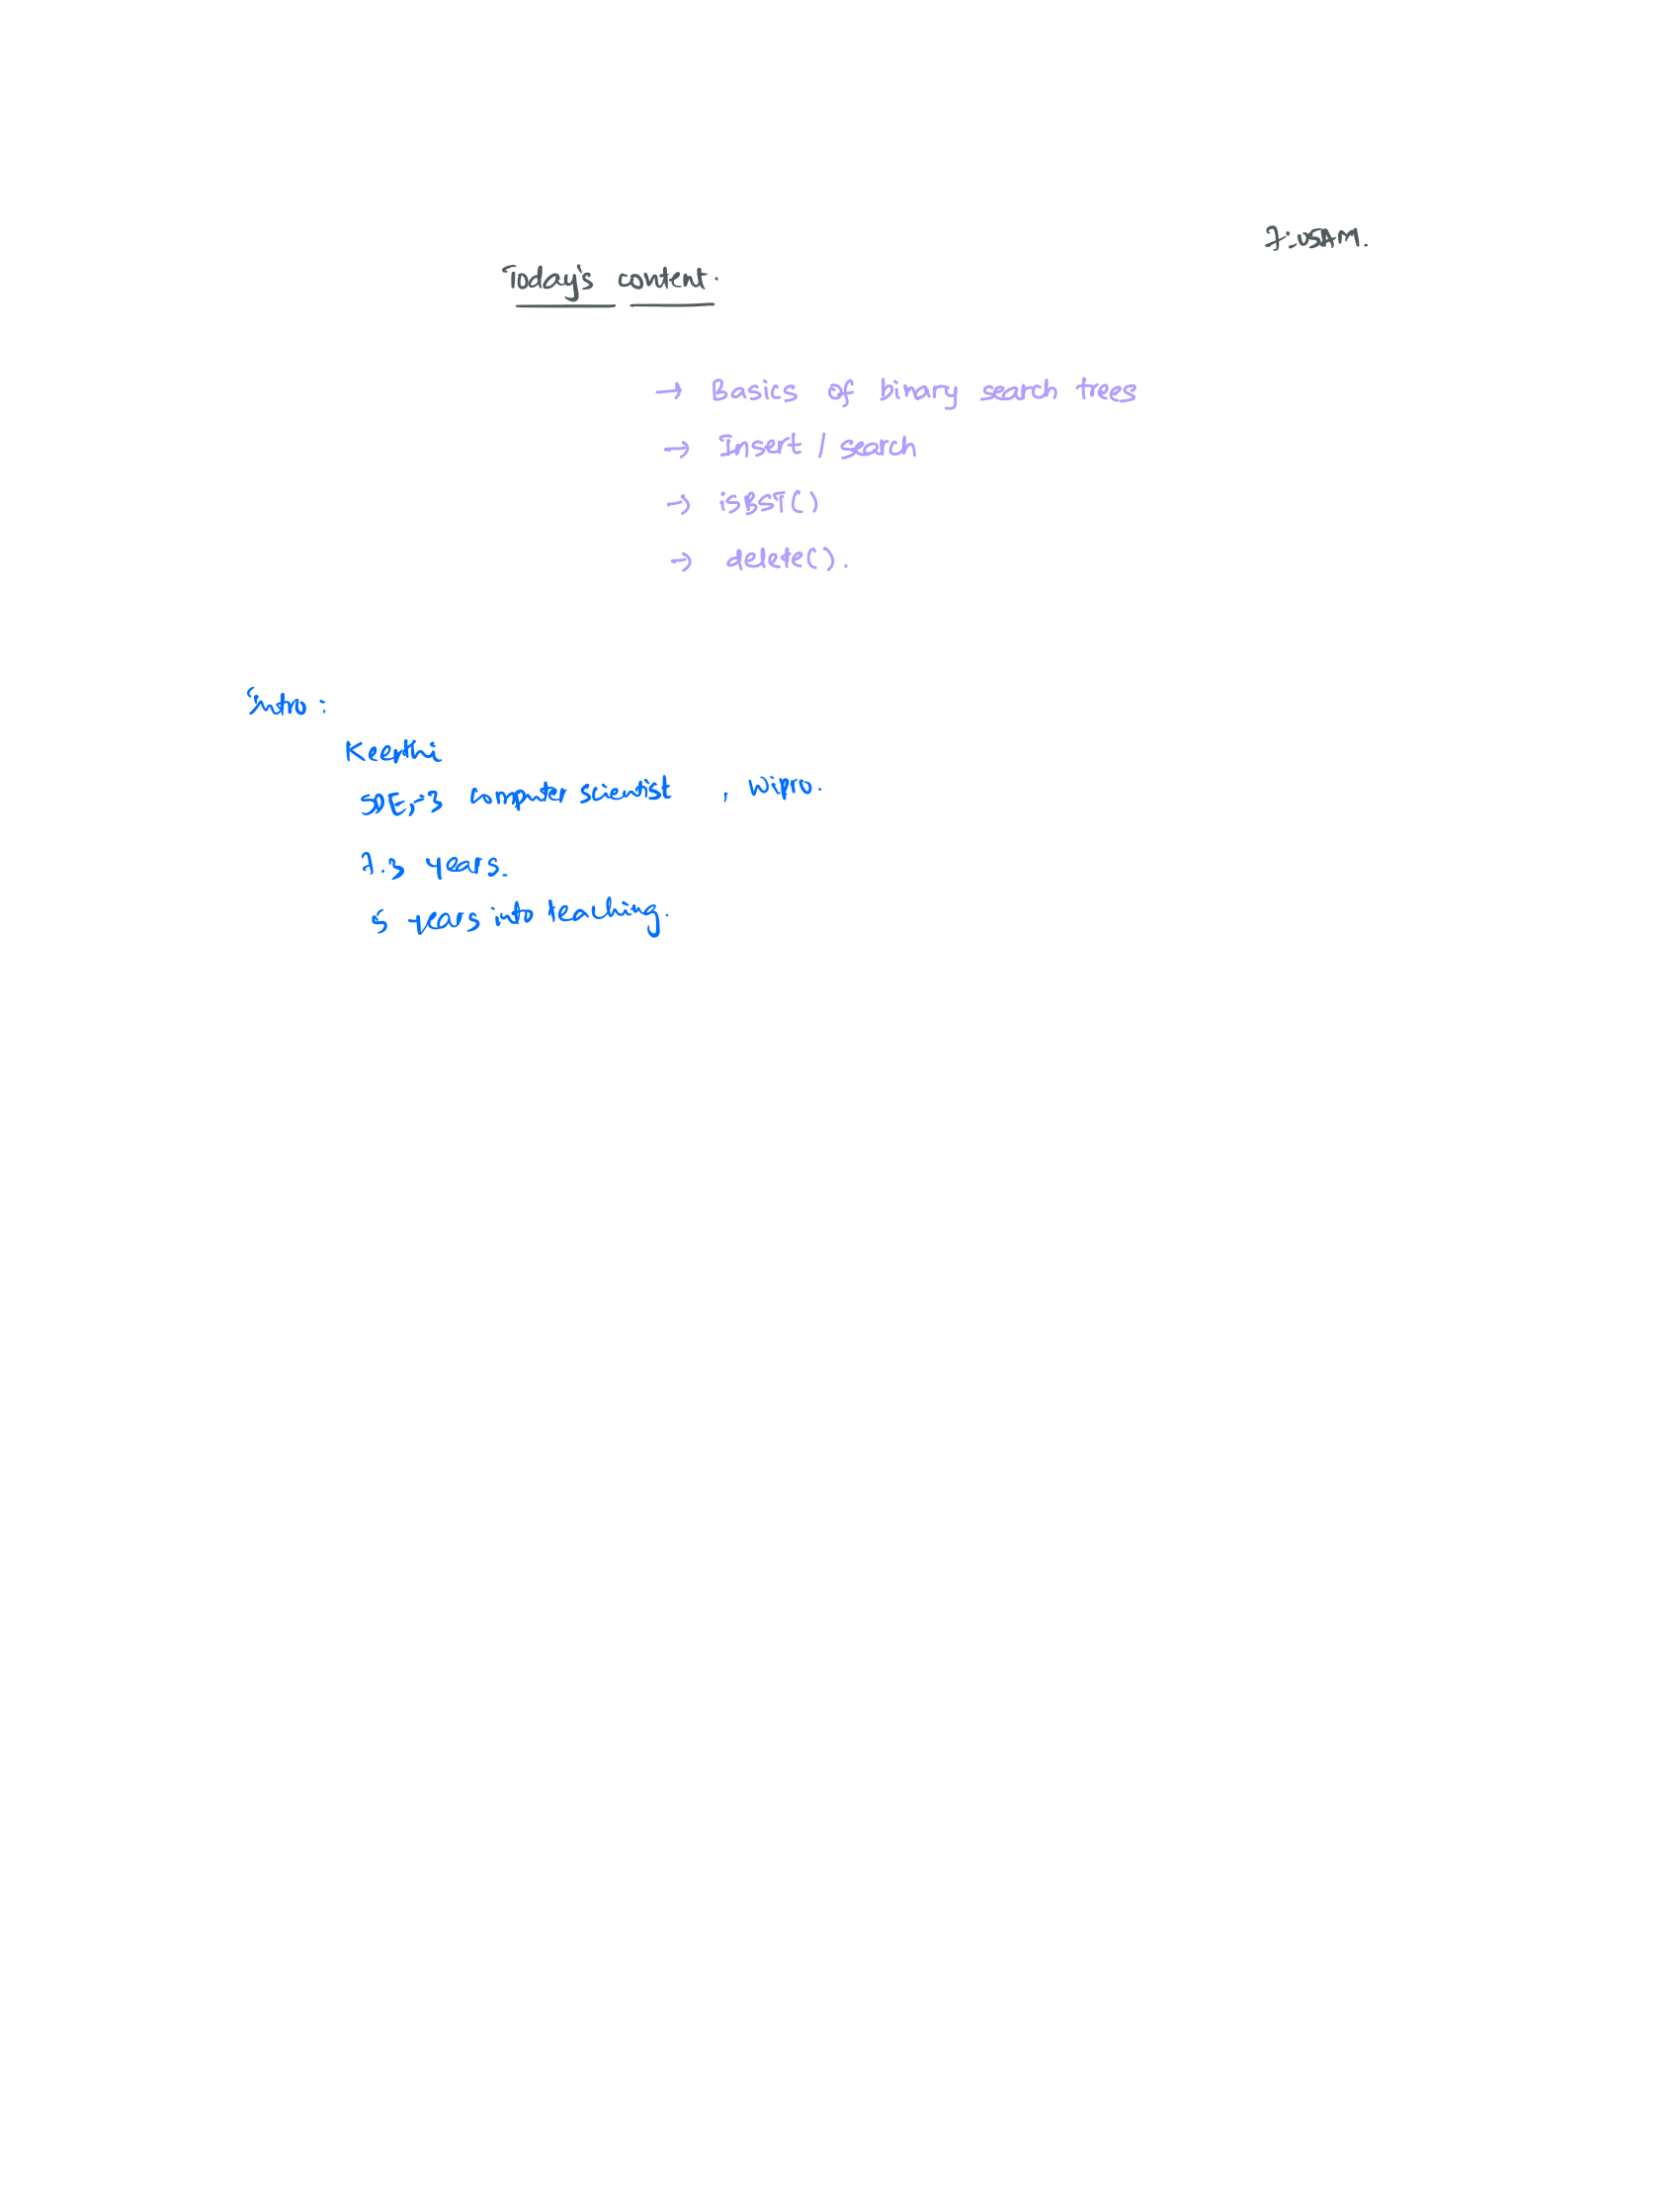 7:05AM.
Today's content.
→ Basics of binary search trees
→ Insert / search
→ isBST()
→ delete().
Intro :
Keerthi
SDE-3 computer scientist , Wipro.
7.3 years.
5 years into teaching.